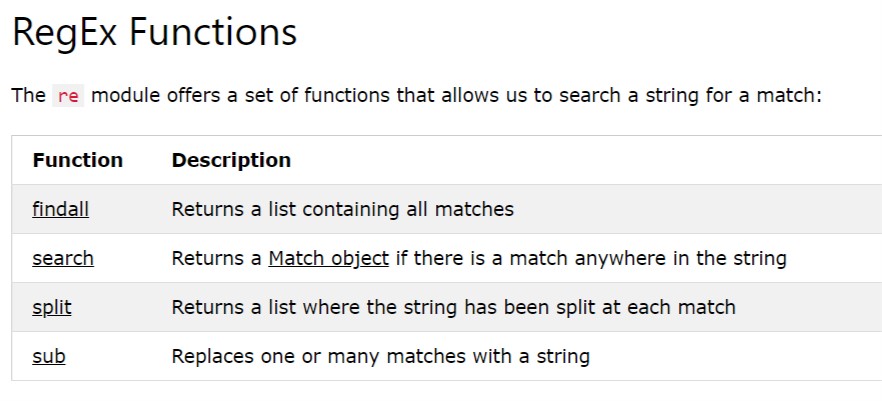 RegEx Functions
The re module offers a set of functions that allows us to search a string for a match:
Function Description
findall Returns a list containing all matches
search Returns a Match object if there is a match anywhere in the string
split Returns a list where the string has been split at each match
sub Replaces one or many matches with a string